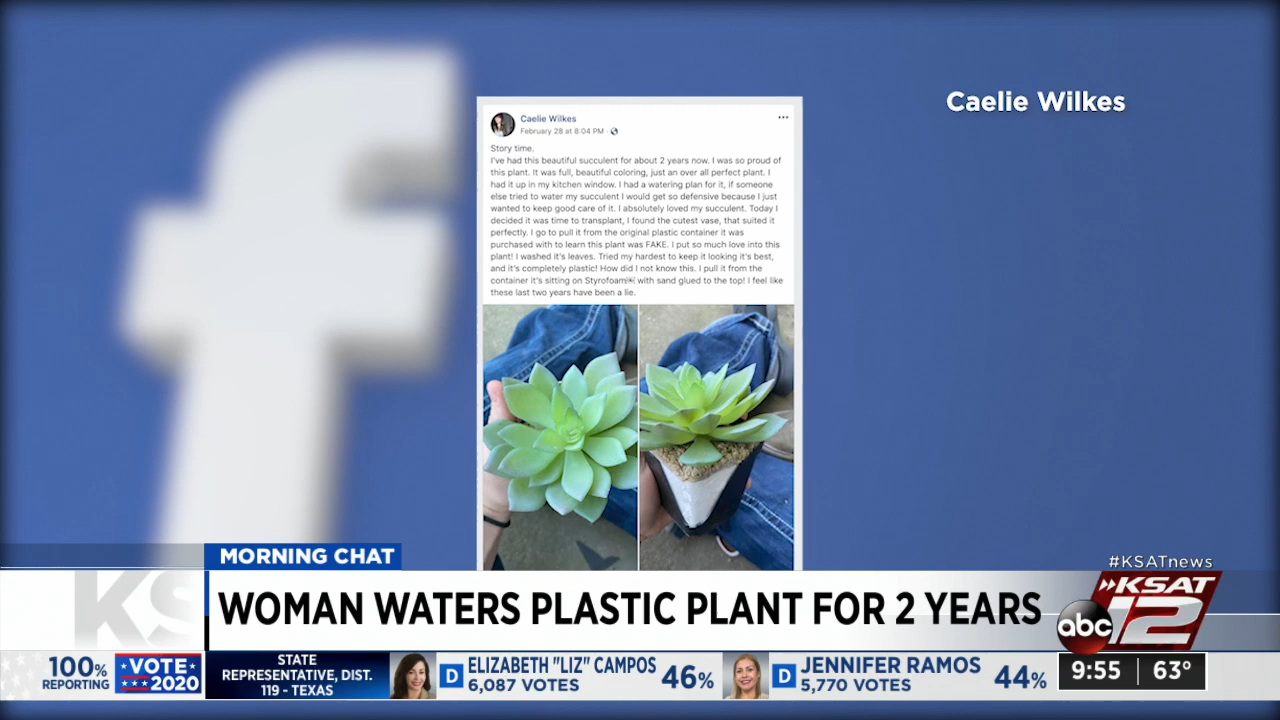 Caelie Wilkes
Caelie Wilkes
February 28 at 8:04 PM ·
Story time.
I've had this beautiful succulent for about 2 years now. I was so proud of
this plant. It was full, beautiful coloring, just an over all perfect plant. I
had it up in my kitchen window. I had a watering plan for it, if someone
else tried to water my succulent I would get so defensive because I just
wanted to keep good care of it. I absolutely loved my succulent. Today I
decided it was time to transplant, I found the cutest vase, that suited it
perfectly. I go to pull it from the original plastic container it was
purchased with to learn this plant was FAKE. I put so much love into this
plant! I washed it's leaves. Tried my hardest to keep it looking it's best,
and it's completely plastic! How did I not know this. I pull it from the
container it's sitting on Styrofoam with sand glued to the top! I feel like
these last two years have been a lie.
MORNING CHAT
#KSATnews
KS
WOMAN WATERS PLASTIC PLANT FOR 2 YEARS
abc
KSAT
12
100%
REPORTING
VOTE
2020
STATE
REPRESENTATIVE, DIST.
119 - TEXAS
D ELIZABETH "LIZ" CAMPOS
6,087 VOTES
46%
D JENNIFER RAMOS
5,770 VOTES
44%
9:55 63°